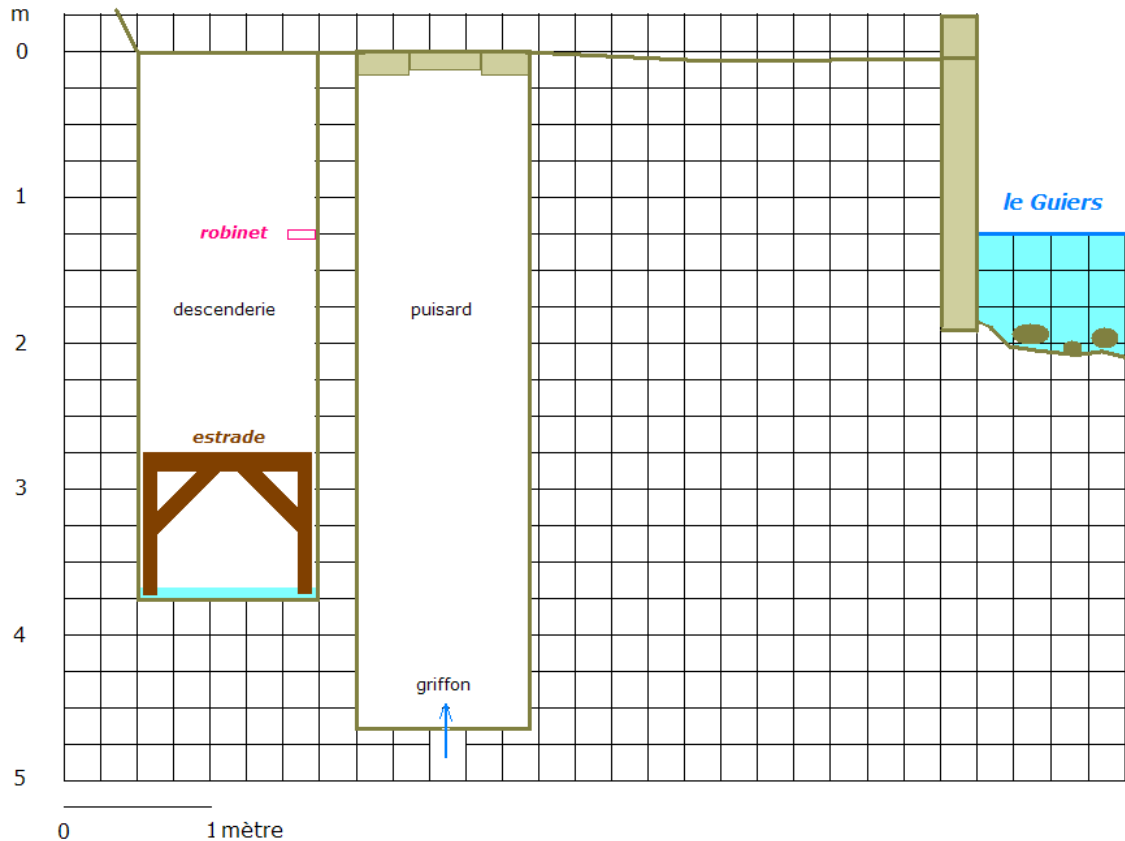 m
0
1
le Guiers
robinet
descenderie
puisard
2
estrade
3
4
griffon
5
0
1 mètre